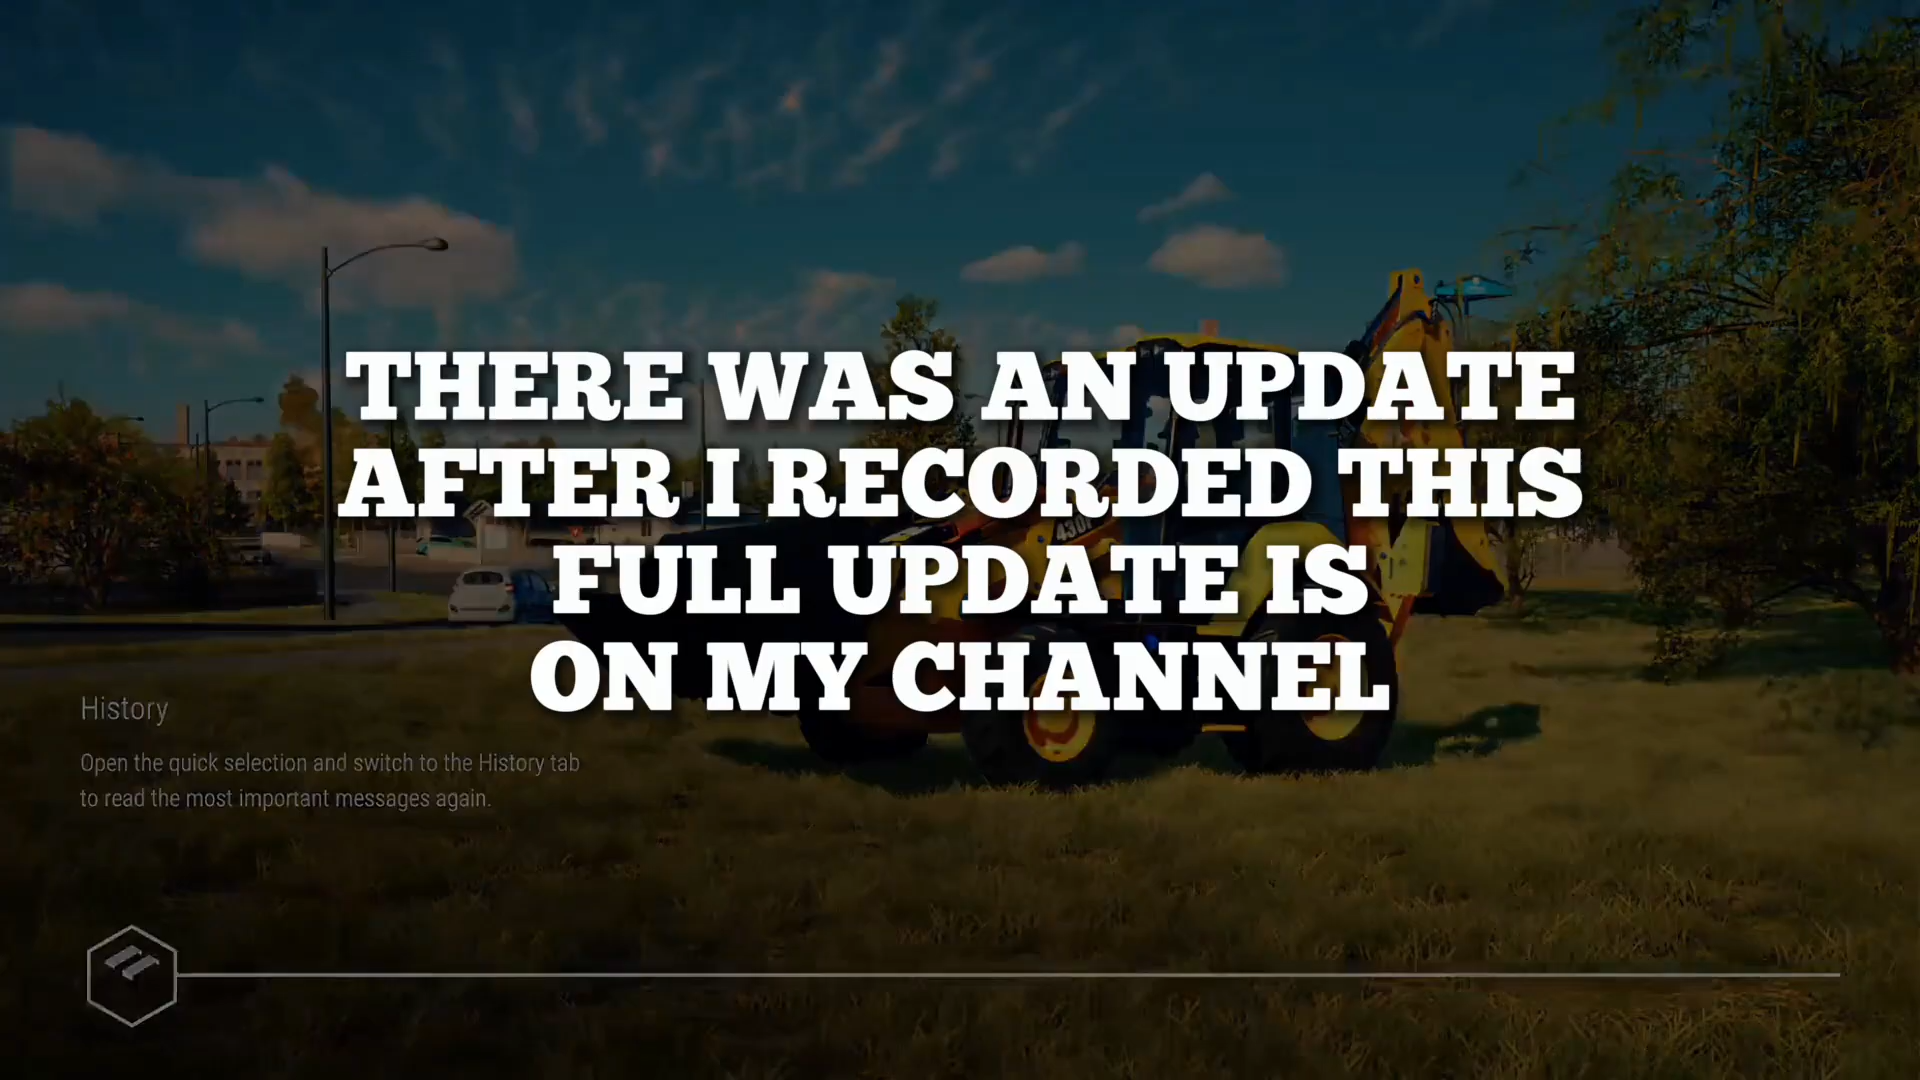 THERE WAS AN UPDATE
AFTER I RECORDED THIS
FULL UPDATE IS
ON MY CHANNEL
History
Open the quick selection and switch to the History tab
to read the most important messages again.